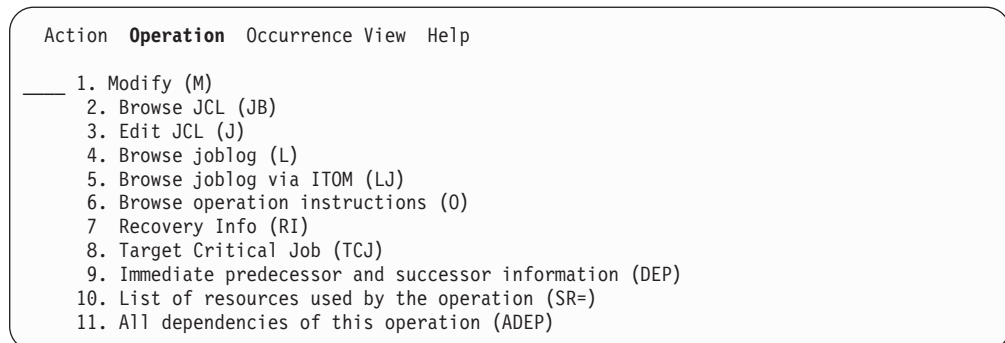 Action Operation Occurrence View Help
____ 1. Modify (M)
2. Browse JCL (JB)
3. Edit JCL (J)
4. Browse joblog (L)
5. Browse joblog via ITOM (LJ)
6. Browse operation instructions (O)
7 Recovery Info (RI)
8. Target Critical Job (TCJ)
9. Immediate predecessor and successor information (DEP)
10. List of resources used by the operation (SR=)
11. All dependencies of this operation (ADEP)